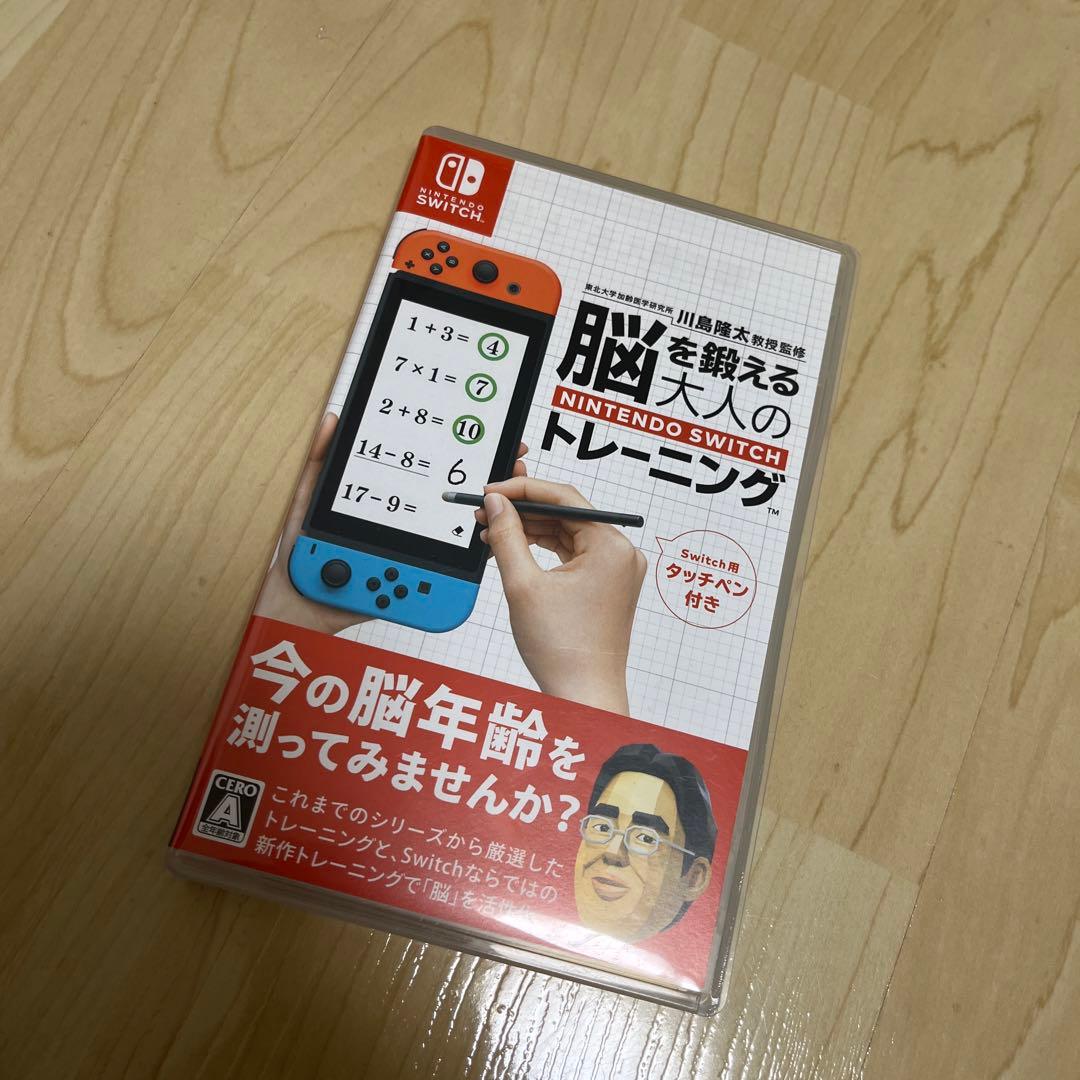 NINTENDO
SWITCH™
東北大学加齢医学研究所 川島隆太教授監修
脳を鍛える
大人の
NINTENDO SWITCH
トレーニング™
1+3= 4
7×1= 7
2+8= 10
14-8= 6
17-9=
Switch用
タッチペン
付き
今の脳年齢を
測ってみませんか?
CERO
A
全年齢対象
これまでのシリーズから厳選した
トレーニングと、Switchならではの
新作トレーニングで「脳」を活性